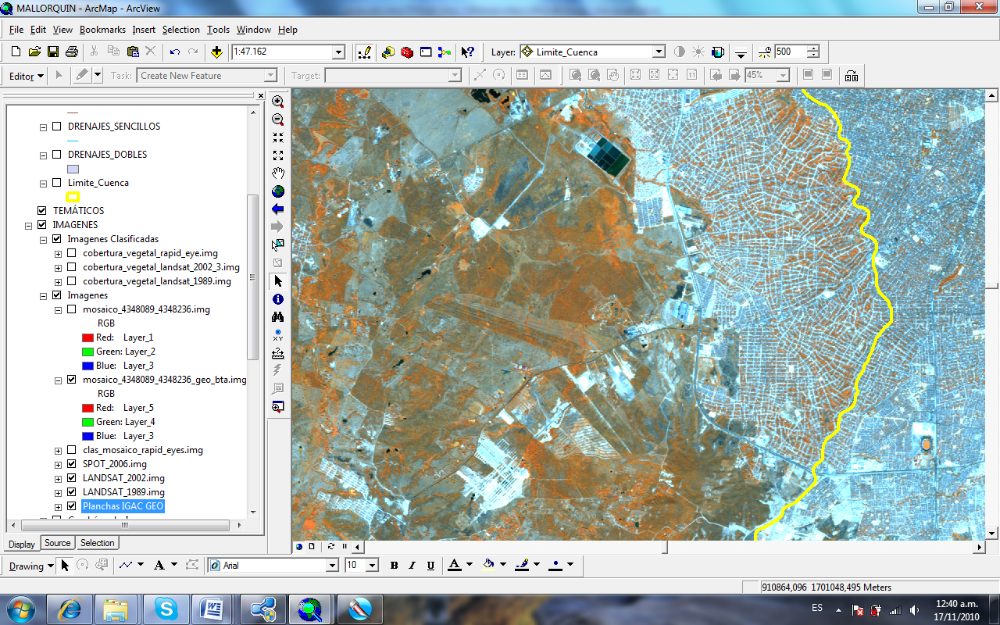 MALLORQUIN - ArcMap - ArcView
File Edit View Bookmarks Insert Selection Tools Window Help
1:47.162
Layer: Limite_Cuenca
500
Editor Task: Create New Feature Target:
1:1
45%
DRENAJES_SENCILLOS
DRENAJES_DOBLES
Limite_Cuenca
TEMÁTICOS
IMAGENES
Imagenes Clasificadas
cobertura_vegetal_rapid_eye.img
cobertura_vegetal_landsat_2002_3.img
cobertura_vegetal_landsat_1989.img
Imagenes
mosaico_4348089_4348236.img
RGB
Red: Layer_1
Green: Layer_2
Blue: Layer_3
mosaico_4348089_4348236_geo_bta.img
RGB
Red: Layer_5
Green: Layer_4
Blue: Layer_3
clas_mosaico_rapid_eyes.img
SPOT_2006.img
LANDSAT_2002.img
LANDSAT_1989.img
Planchas IGAC GEO
XY
Display Source Selection
Drawing A Arial 10 B I U A
910864,096 1701048,495 Meters
ES
12:40 a.m.
17/11/2010